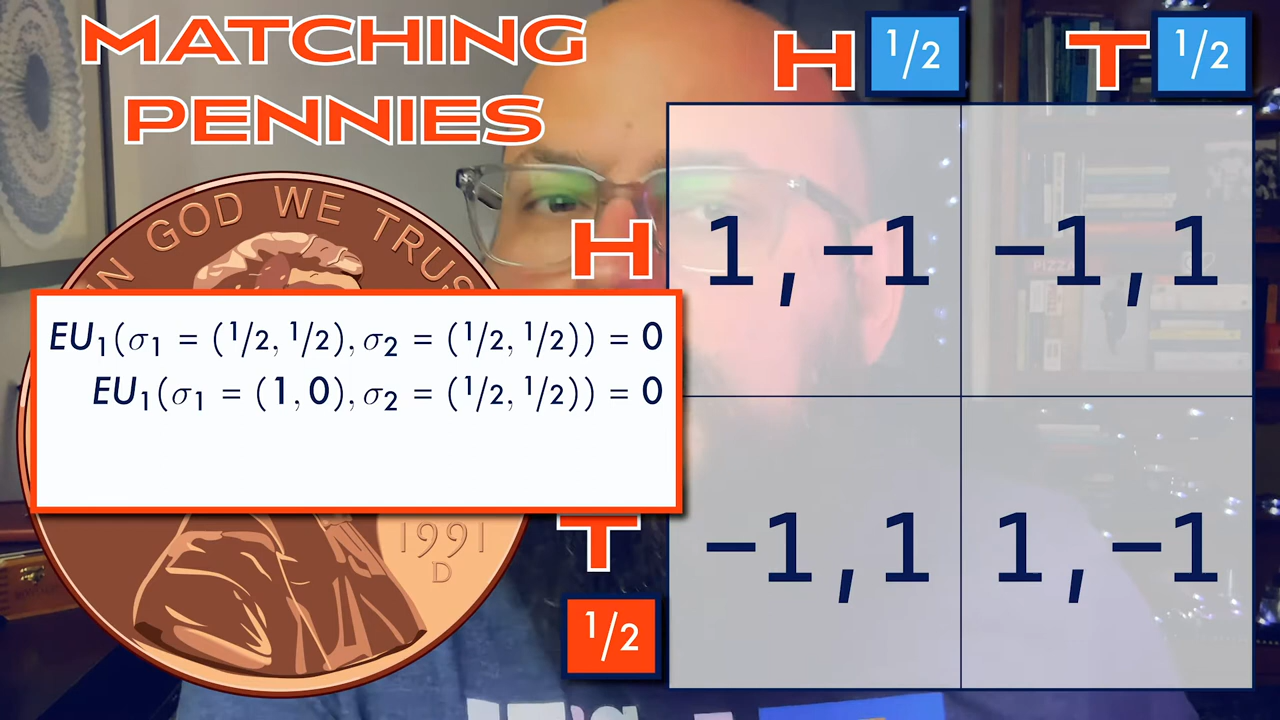 MATCHING
PENNIES
H 1/2 T 1/2
IN GOD WE TRUS
H 1, −1 −1, 1
EU₁(σ₁ = (1/2, 1/2), σ₂ = (1/2, 1/2)) = 0
EU₁(σ₁ = (1, 0), σ₂ = (1/2, 1/2)) = 0
T −1, 1 1, −1
1991
D
1/2
PIZZA